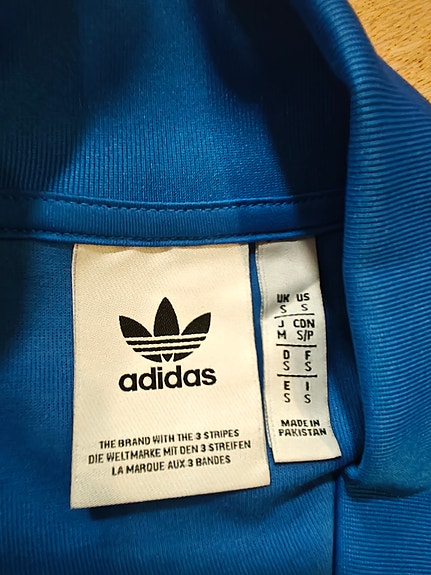 adidas
THE BRAND WITH THE 3 STRIPES
DIE WELTMARKE MIT DEN 3 STREIFEN
LA MARQUE AUX 3 BANDES
UK US
S S
J CDN
M S/P
D F
S S
E I
S S
MADE IN
PAKISTAN